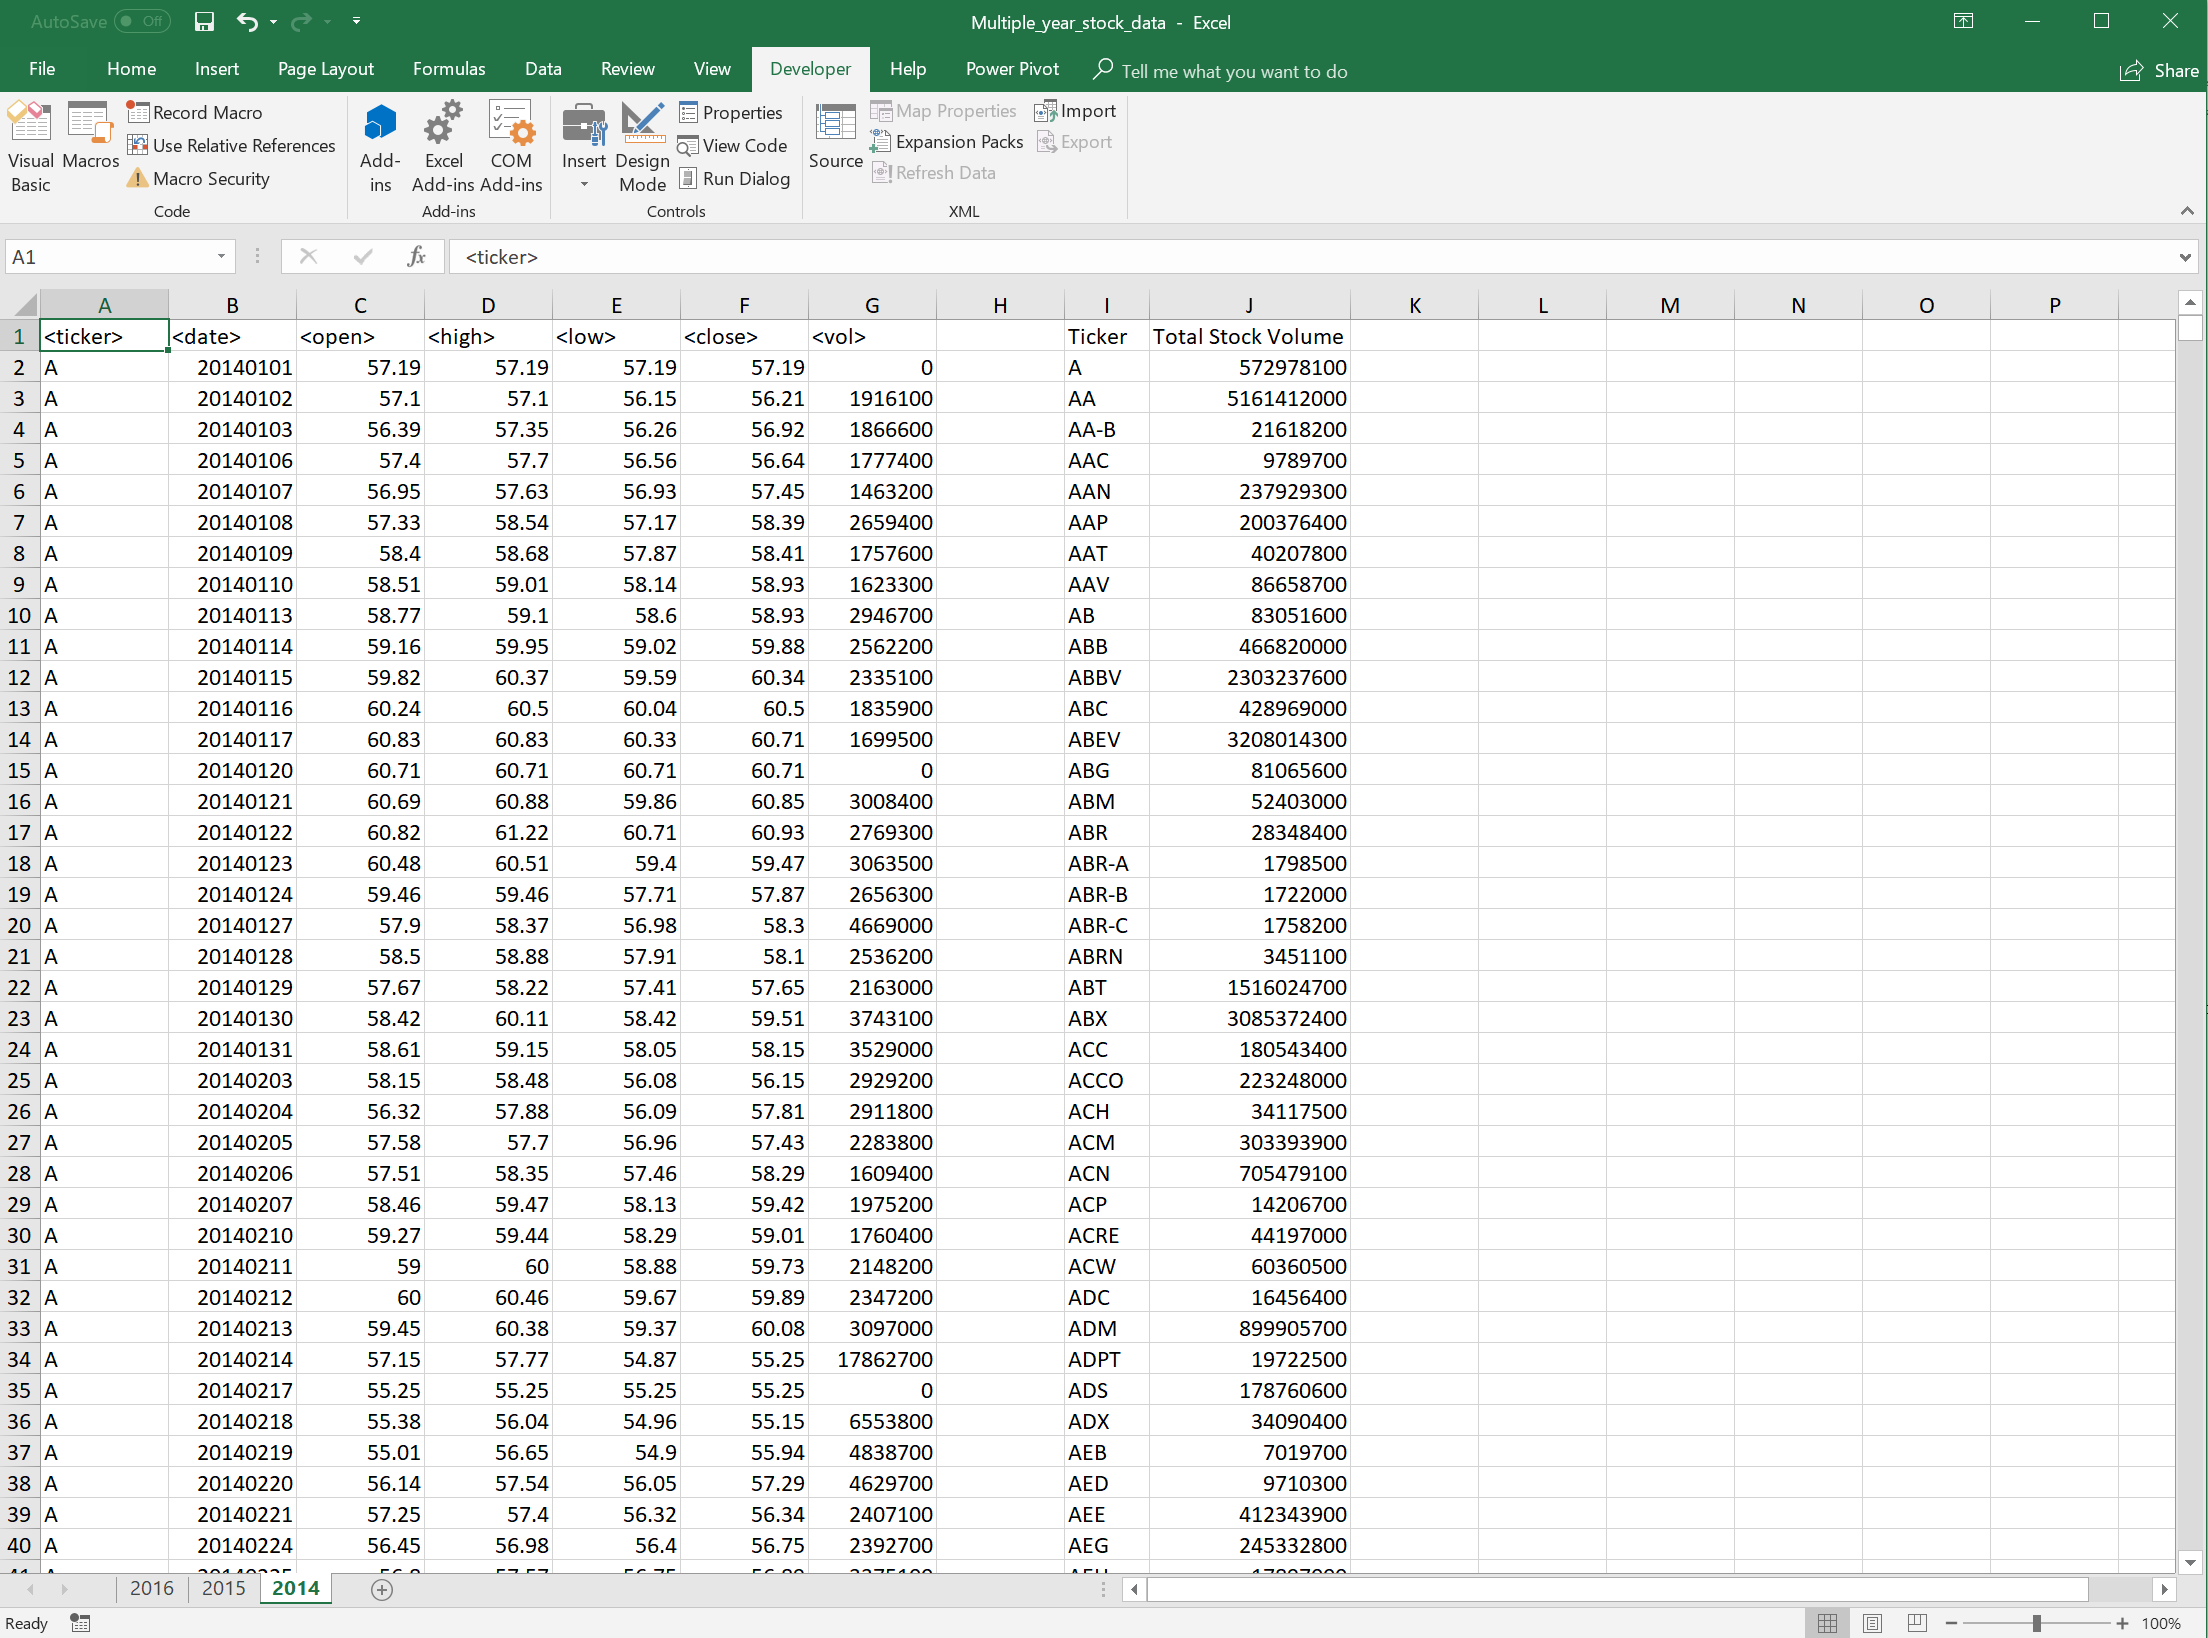 AutoSave Off Multiple_year_stock_data - Excel
File Home Insert Page Layout Formulas Data Review View Developer Help Power Pivot Tell me what you want to do Share
Visual Basic
Macros
Record Macro
Use Relative References
Macro Security
Code
Add-ins
Excel Add-ins
COM Add-ins
Add-ins
Insert
Design Mode
Properties
View Code
Run Dialog
Controls
Source
Map Properties
Expansion Packs
Refresh Data
Import
Export
XML
A1 fx <ticker>
A B C D E F G H I J K L M N O P
1 <ticker> <date> <open> <high> <low> <close> <vol> Ticker Total Stock Volume
2 A 20140101 57.19 57.19 57.19 57.19 0 A 572978100
3 A 20140102 57.1 57.1 56.15 56.21 1916100 AA 5161412000
4 A 20140103 56.39 57.35 56.26 56.92 1866600 AA-B 21618200
5 A 20140106 57.4 57.7 56.56 56.64 1777400 AAC 9789700
6 A 20140107 56.95 57.63 56.93 57.45 1463200 AAN 237929300
7 A 20140108 57.33 58.54 57.17 58.39 2659400 AAP 200376400
8 A 20140109 58.4 58.68 57.87 58.41 1757600 AAT 40207800
9 A 20140110 58.51 59.01 58.14 58.93 1623300 AAV 86658700
10 A 20140113 58.77 59.1 58.6 58.93 2946700 AB 83051600
11 A 20140114 59.16 59.95 59.02 59.88 2562200 ABB 466820000
12 A 20140115 59.82 60.37 59.59 60.34 2335100 ABBV 2303237600
13 A 20140116 60.24 60.5 60.04 60.5 1835900 ABC 428969000
14 A 20140117 60.83 60.83 60.33 60.71 1699500 ABEV 3208014300
15 A 20140120 60.71 60.71 60.71 60.71 0 ABG 81065600
16 A 20140121 60.69 60.88 59.86 60.85 3008400 ABM 52403000
17 A 20140122 60.82 61.22 60.71 60.93 2769300 ABR 28348400
18 A 20140123 60.48 60.51 59.4 59.47 3063500 ABR-A 1798500
19 A 20140124 59.46 59.46 57.71 57.87 2656300 ABR-B 1722000
20 A 20140127 57.9 58.37 56.98 58.3 4669000 ABR-C 1758200
21 A 20140128 58.5 58.88 57.91 58.1 2536200 ABRN 3451100
22 A 20140129 57.67 58.22 57.41 57.65 2163000 ABT 1516024700
23 A 20140130 58.42 60.11 58.42 59.51 3743100 ABX 3085372400
24 A 20140131 58.61 59.15 58.05 58.15 3529000 ACC 180543400
25 A 20140203 58.15 58.48 56.08 56.15 2929200 ACCO 223248000
26 A 20140204 56.32 57.88 56.09 57.81 2911800 ACH 34117500
27 A 20140205 57.58 57.7 56.96 57.43 2283800 ACM 303393900
28 A 20140206 57.51 58.35 57.46 58.29 1609400 ACN 705479100
29 A 20140207 58.46 59.47 58.13 59.42 1975200 ACP 14206700
30 A 20140210 59.27 59.44 58.29 59.01 1760400 ACRE 44197000
31 A 20140211 59 60 58.88 59.73 2148200 ACW 60360500
32 A 20140212 60 60.46 59.67 59.89 2347200 ADC 16456400
33 A 20140213 59.45 60.38 59.37 60.08 3097000 ADM 899905700
34 A 20140214 57.15 57.77 54.87 55.25 17862700 ADPT 19722500
35 A 20140217 55.25 55.25 55.25 55.25 0 ADS 178760600
36 A 20140218 55.38 56.04 54.96 55.15 6553800 ADX 34090400
37 A 20140219 55.01 56.65 54.9 55.94 4838700 AEB 7019700
38 A 20140220 56.14 57.54 56.05 57.29 4629700 AED 9710300
39 A 20140221 57.25 57.4 56.32 56.34 2407100 AEE 412343900
40 A 20140224 56.45 56.98 56.4 56.75 2392700 AEG 245332800
2016 2015 2014
Ready 100%